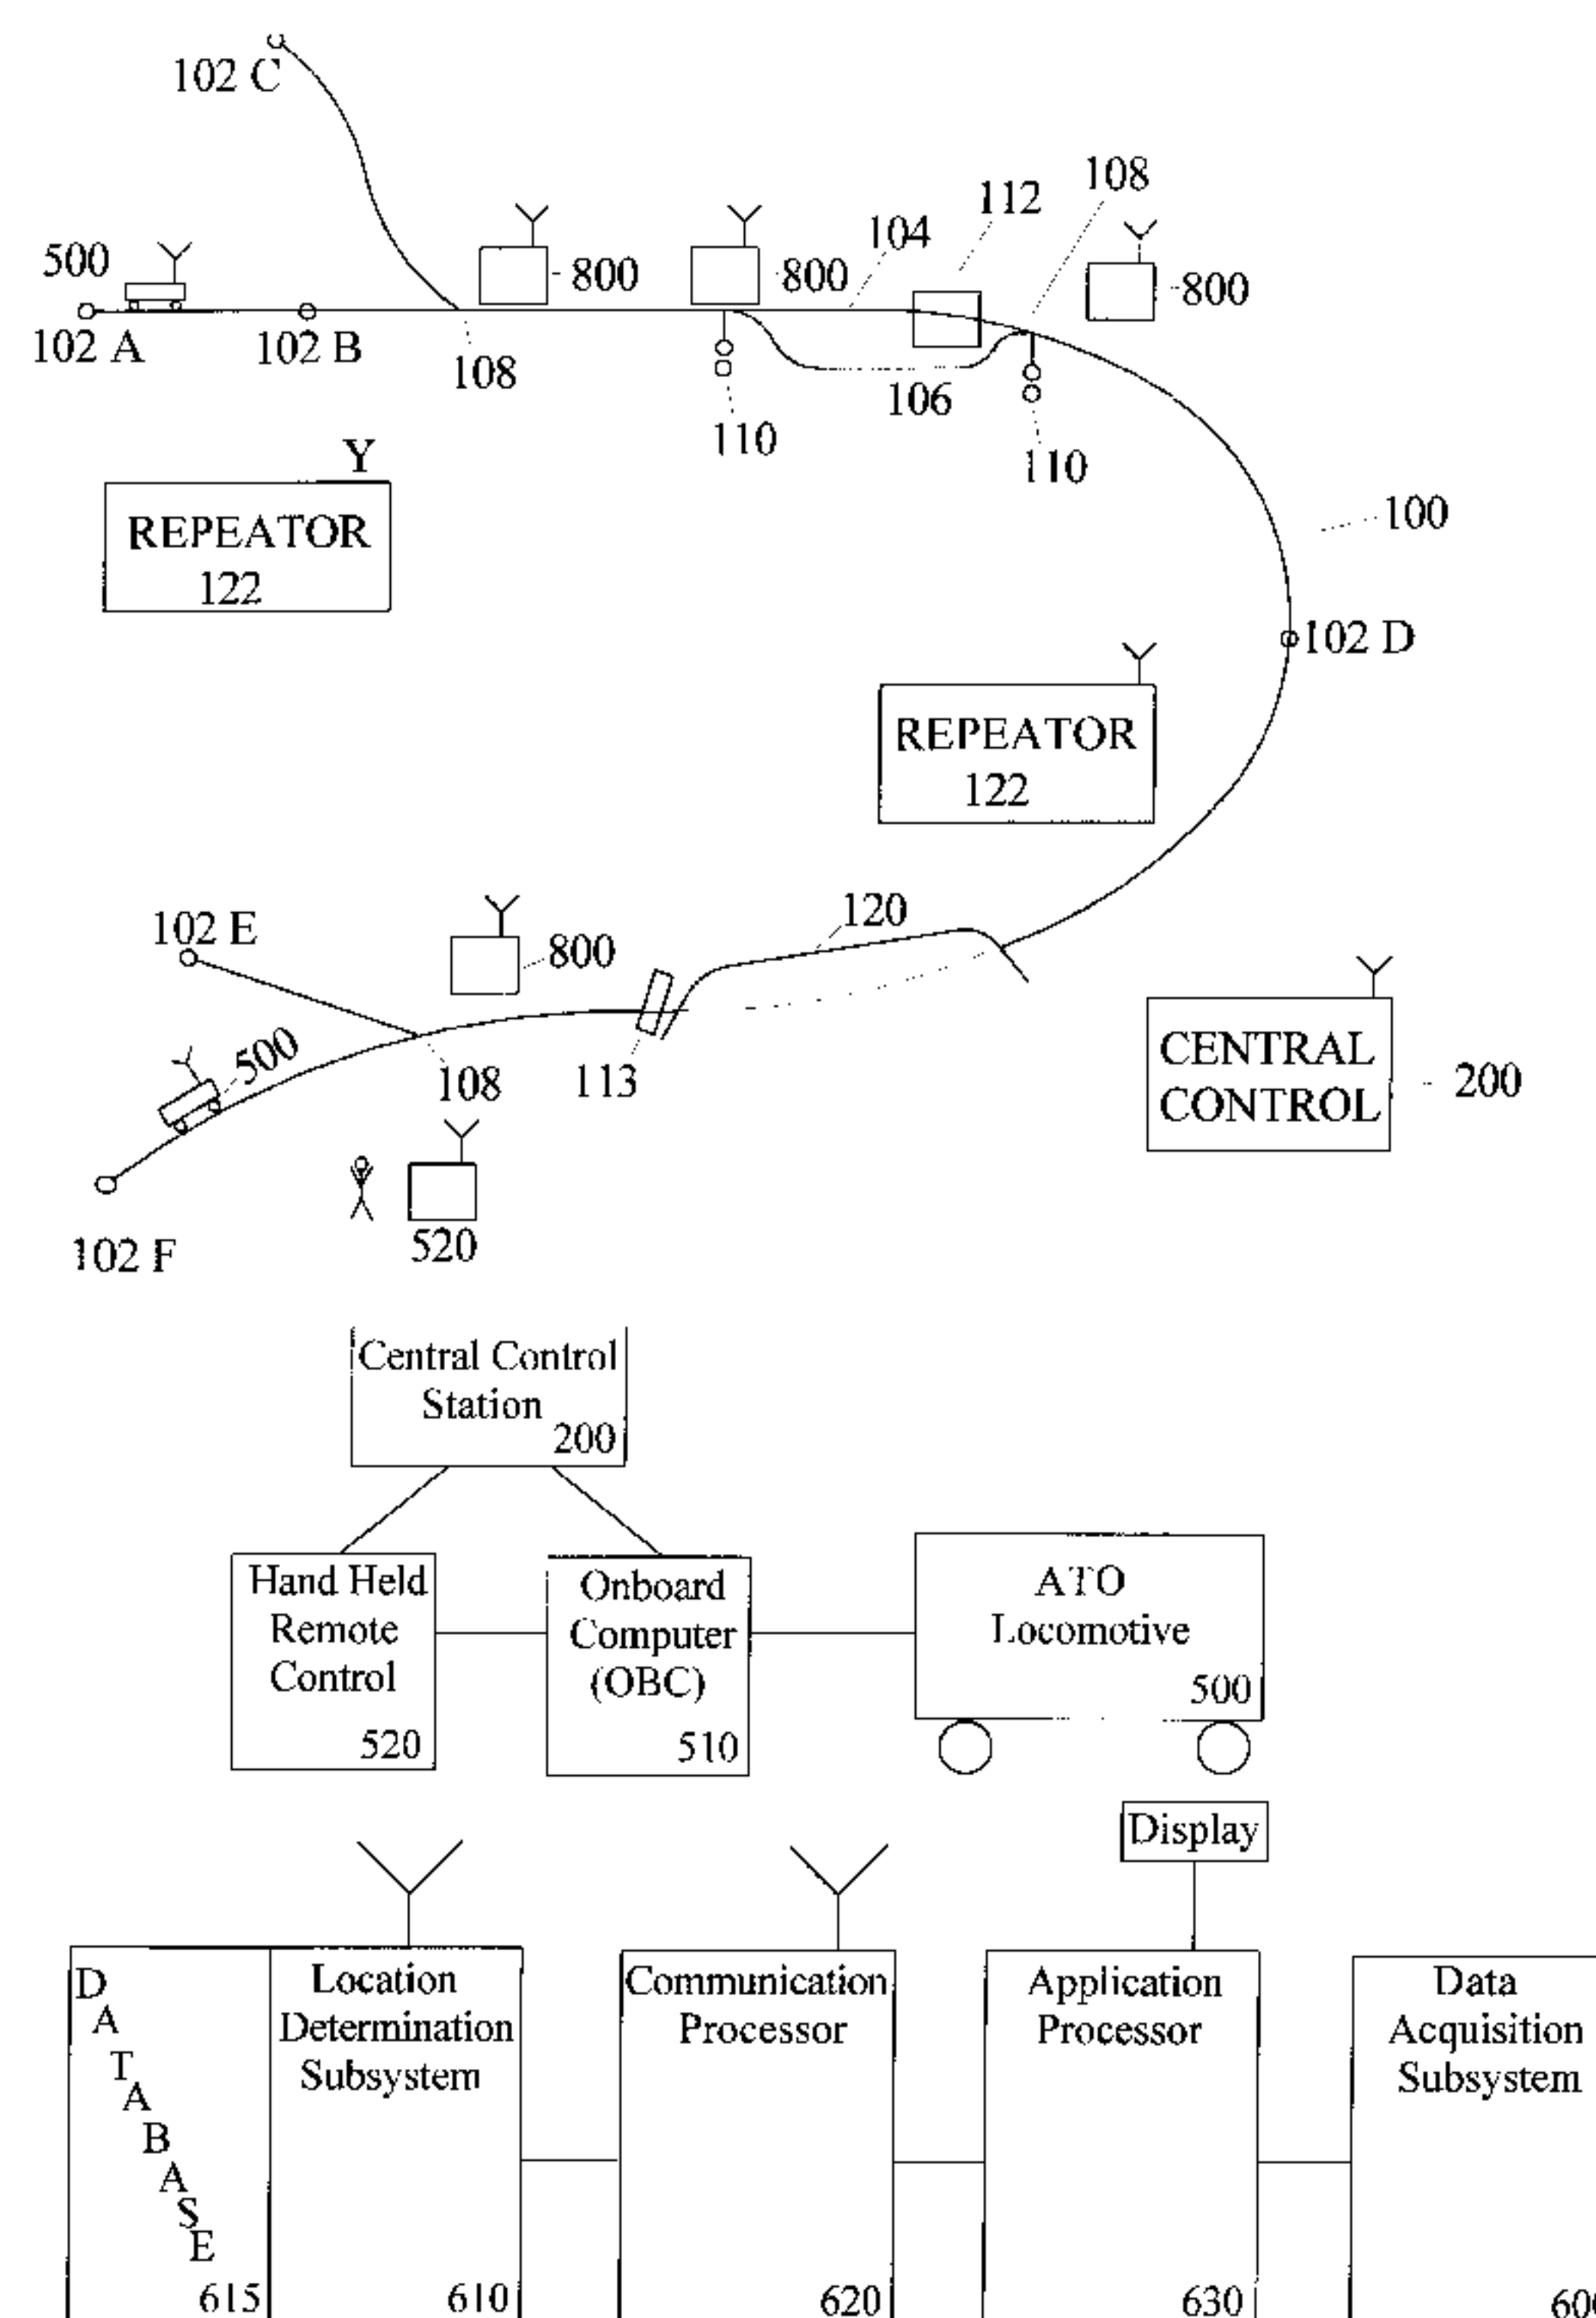 102 C
108
112
104
500
800
800
800
102 A
102 B
108
106
110
110
Y
REPEATOR
122
100
102 D
REPEATOR
122
120
102 E
800
500
108
113
CENTRAL
CONTROL
200
520
102 F
Central Control
Station
200
Hand Held
Remote
Control
520
Onboard
Computer
(OBC)
510
ATO
Locomotive
500
Display
DATABASE
615
Location
Determination
Subsystem
610
Communication
Processor
620
Application
Processor
630
Data
Acquisition
Subsystem